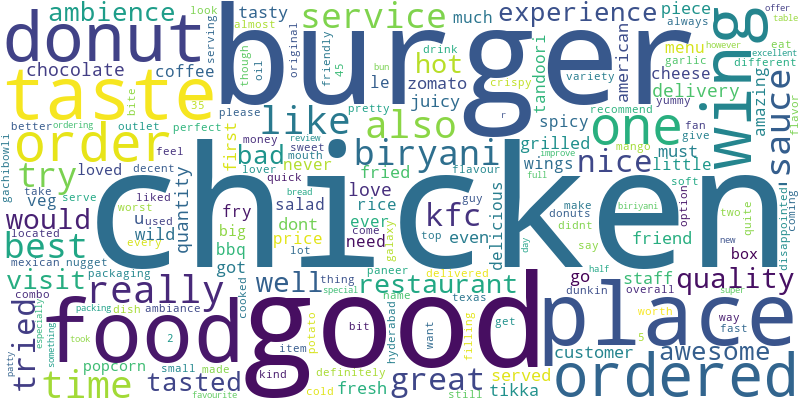 ambience
service
experience
piece
look
almost
serving
tasty
much
always
offer
table
donut
burger
though
oil
original
friendly
45
drink
cheese
eat
different
however
excellent
menu
garlic
chocolate
coffee
le
zomato
hot
juicy
tandoori
american
variety
crispy
bun
delivery
yummy
amazing
flavor
wing
sauce
taste
35
bite
better
ordering
outlet
perfect
please
pretty
like
also
spicy
one
recommend
fan
give
r
order
feel
decent
lover
money
review
sweet
mouth
flavour
never
quick
bread
bad
biryani
grilled
wings
nice
mango
improve
must
little
gachibowli
try
loved
first
fried
love
rice
full
soft
disappointed
coming
take
serve
veg
liked
used
u
quantity
chicken
would
located
worst
wild
every
fry
salad
ever
need
guy
kfc
delicious
make
donuts
didnt
biriyani
option
two
quite
best
dont
price
big
bbq
got
come
galaxy
lot
top
even
day
say
friend
box
new
mexican nugget
packaging
cooked
paneer
delivered
half
go
staff
quality
visit
really
well
thing
special
restaurant
name
texas
dunkin
overall
way
fast
super
tried
combo
especially
something
packing
dish
ambiance
took
food
good
item
potato
bit
hyderabad
want
filling
get
place
worth
5
patty
popcorn
2
small
made
customer
awesome
time
tasted
favourite
kind
cold
definitely
fresh
great
still
served
tikka
ordered